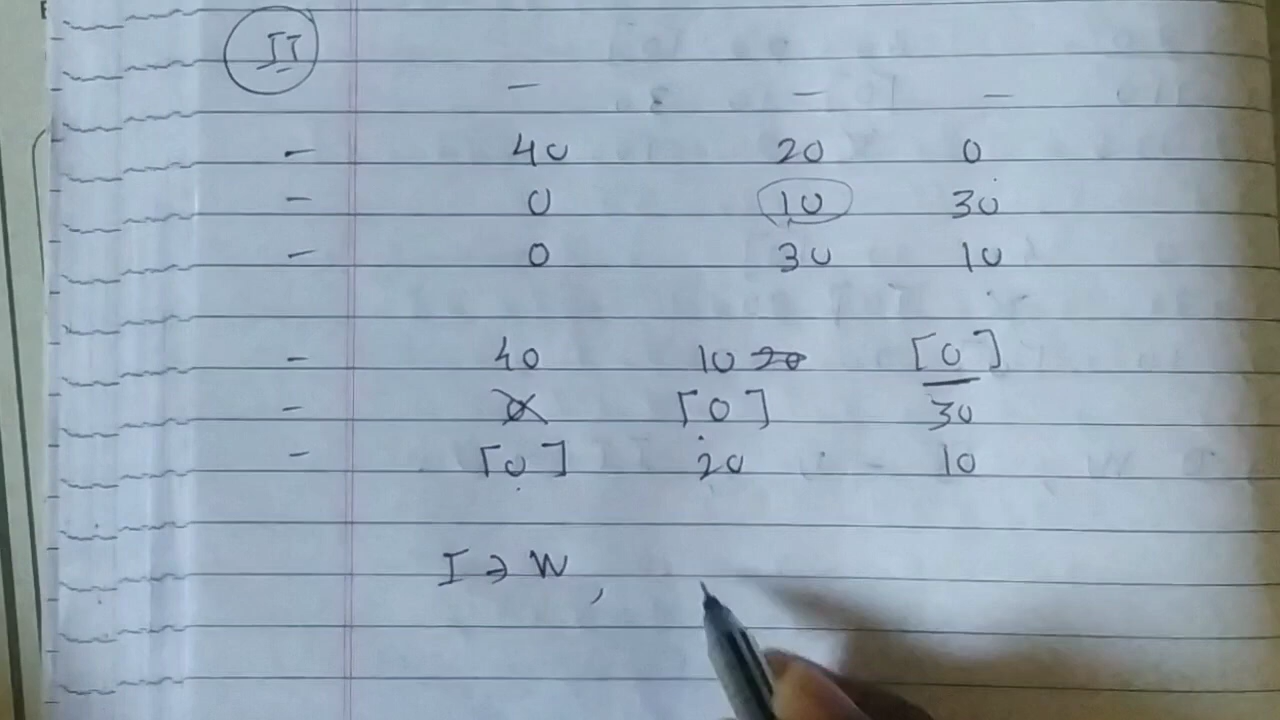 II
- - -
- 40 20 0
- 0 10 30
- 0 30 10
- 40 10 20 [0]
- 0 [0] 30
- [0] 20 10
I → W,